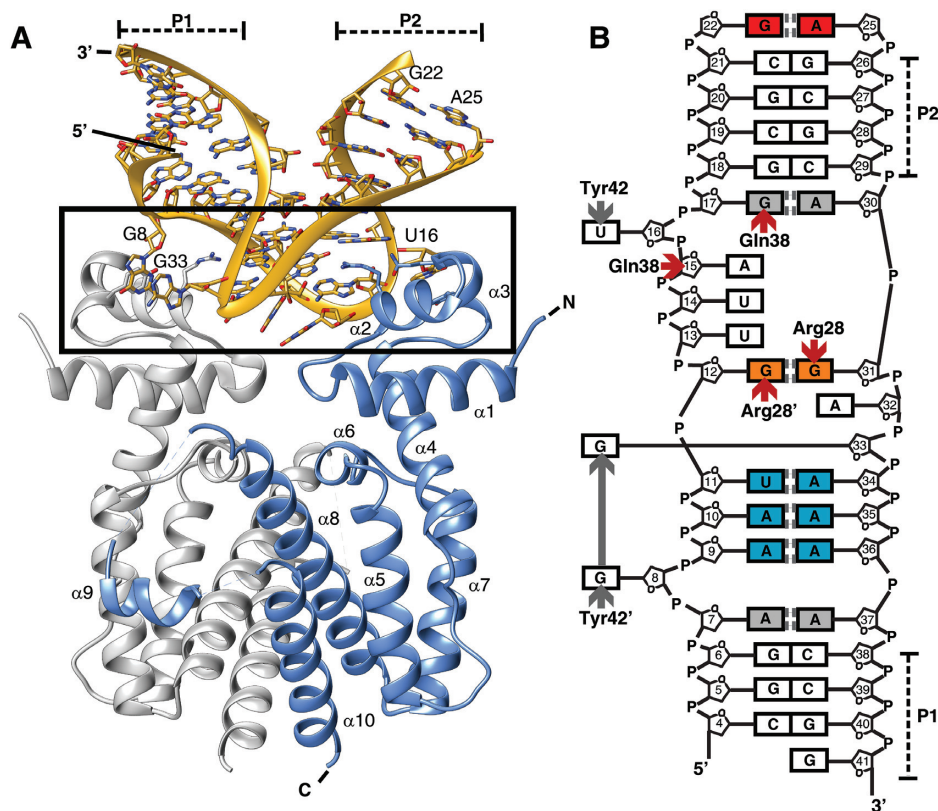 A
P1
P2
3’
G22
A25
5’
G8
G33
U16
α3
α2
N
α1
α6
α4
α8
α5
α7
α9
α10
C
B
22 G A 25
P P
21 C G 26
P P
20 G C 27
P P
19 C G 28
P P
18 G C 29
P P
P2
Tyr42
17 G A 30
P
U 16
Gln38
P
Gln38
15 A
P
P
14 U
P
13 U
P
Arg28
12 G G 31
P
Arg28’
A 32
P
P
G 33
P
P
11 U A 34
P P
10 A A 35
P P
9 A A 36
P
G 8
P
P
Tyr42’
7 A A 37
P P
6 G C 38
P P
5 G C 39
P P
4 C G 40
P
G 41
P1
5’
3’